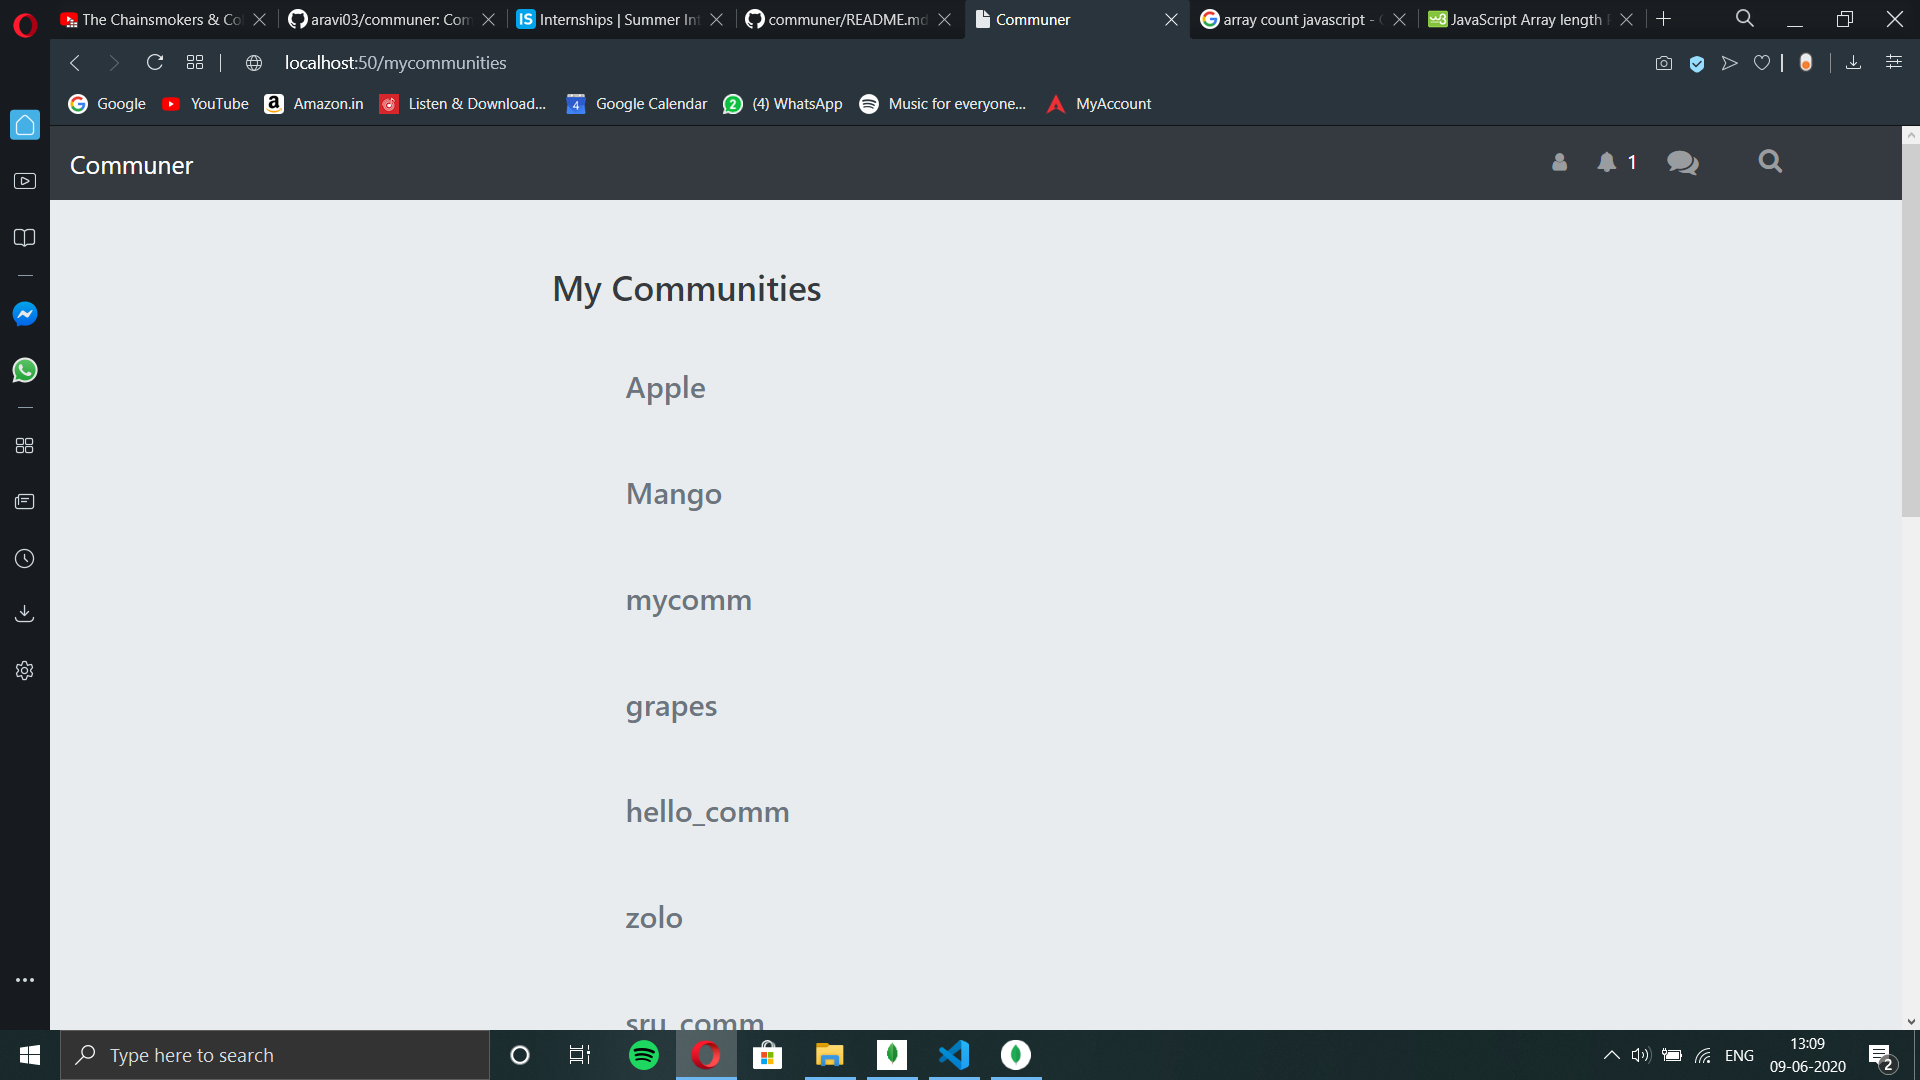 The Chainsmokers & Co
aravi03/communer: Com
Internships | Summer Int
communer/README.md
Communer
array count javascript -
JavaScript Array length
localhost:50/mycommunities
Google
YouTube
Amazon.in
Listen & Download...
4
Google Calendar
2
(4) WhatsApp
Music for everyone...
MyAccount
Communer
1
My Communities
Apple
Mango
mycomm
grapes
hello_comm
zolo
sru_comm
Type here to search
ENG
13:09
09-06-2020
2